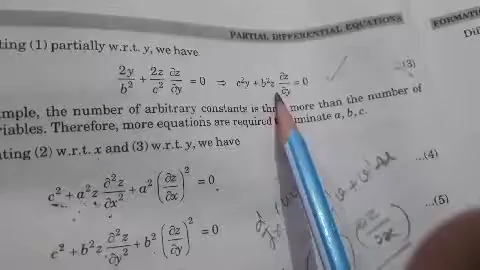 PARTIAL DIFFERENTIAL EQUATIONS
FORMATION
ting (1) partially w.r.t. y, we have
2y/b² + 2z/c² ∂z/∂y = 0 ⇒ c²y + b²z ∂z/∂y = 0 ...(3)
ample, the number of arbitrary constants is more than the number of
riables. Therefore, more equations are required iminate a, b, c.
ting (2) w.r.t. x and (3) w.r.t. y, we have
c² + a²z ∂²z/∂x² + a² (∂z/∂x)² = 0 ...(4)
c² + b²z ∂²z/∂y² + b² (∂z/∂y)² = 0 ...(5)